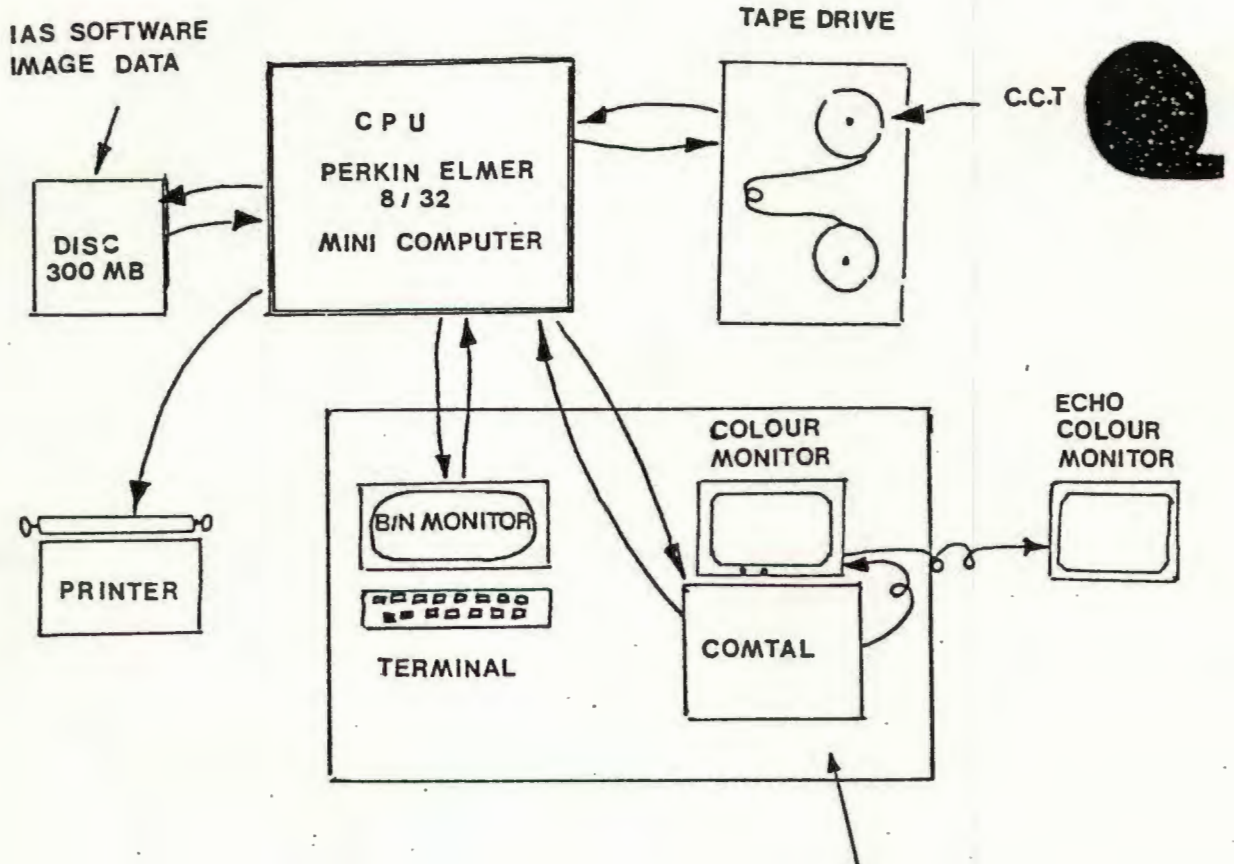 IAS SOFTWARE
IMAGE DATA
TAPE DRIVE
C.C.T
CPU
PERKIN ELMER
8/32
MINI COMPUTER
DISC
300 MB
PRINTER
B/N MONITOR
TERMINAL
COLOUR
MONITOR
COMTAL
ECHO
COLOUR
MONITOR